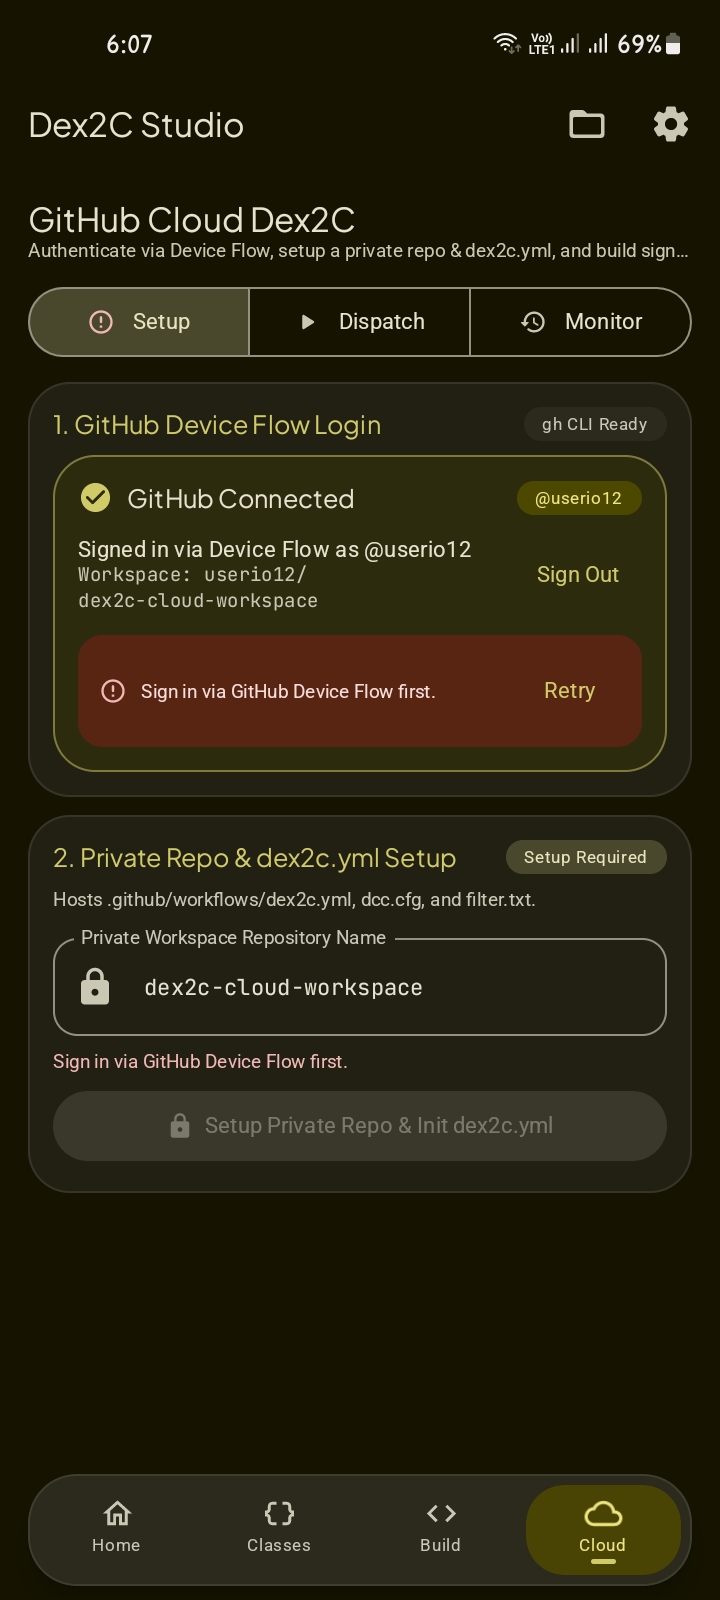 6:07
Vo))
LTE1
69%
Dex2C Studio
GitHub Cloud Dex2C
Authenticate via Device Flow, setup a private repo & dex2c.yml, and build sign...
Setup
Dispatch
Monitor
1. GitHub Device Flow Login
gh CLI Ready
GitHub Connected
@userio12
Signed in via Device Flow as @userio12
Workspace: userio12/
dex2c-cloud-workspace
Sign Out
Sign in via GitHub Device Flow first.
Retry
2. Private Repo & dex2c.yml Setup
Setup Required
Hosts .github/workflows/dex2c.yml, dcc.cfg, and filter.txt.
Private Workspace Repository Name
dex2c-cloud-workspace
Sign in via GitHub Device Flow first.
Setup Private Repo & Init dex2c.yml
Home
Classes
Build
Cloud